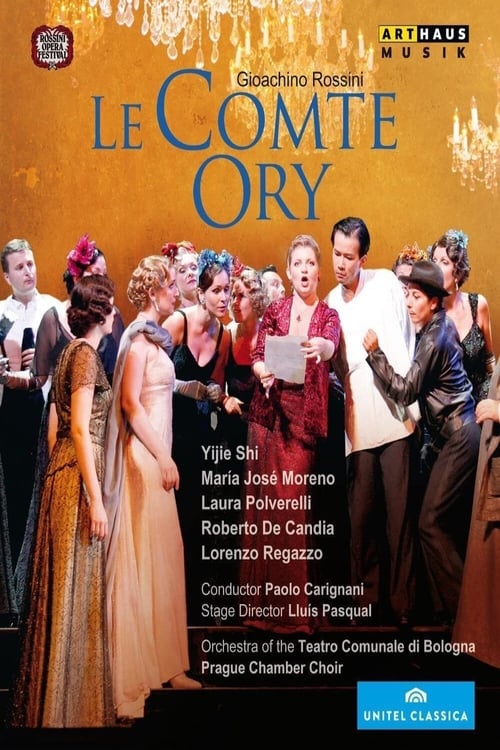 ROSSINI
OPERA
FESTIVAL
ARTHAUS
MUSIK
Gioachino Rossini
LE COMTE
ORY
Yijie Shi
María José Moreno
Laura Polverelli
Roberto De Candia
Lorenzo Regazzo
Conductor Paolo Carignani
Stage Director Lluís Pasqual
Orchestra of the Teatro Comunale di Bologna
Prague Chamber Choir
UNITEL CLASSICA